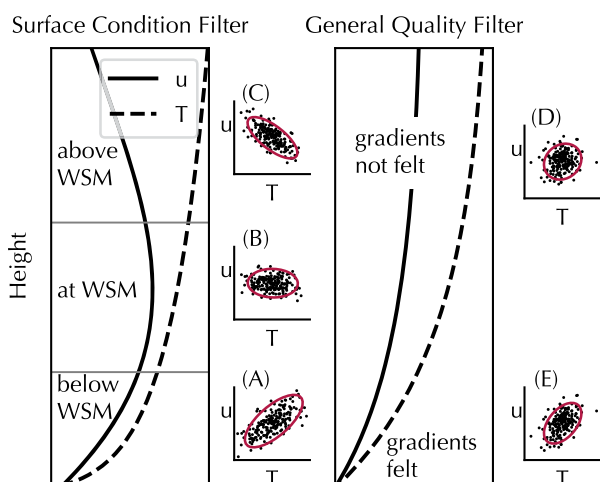 Surface Condition Filter
General Quality Filter
u
T
above
WSM
at WSM
below
WSM
Height
(C)
u
T
(B)
u
T
(A)
u
T
gradients
not felt
gradients
felt
(D)
u
T
(E)
u
T